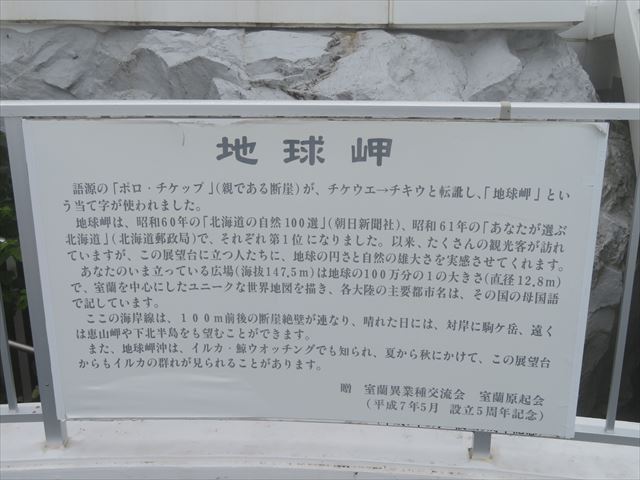 地球岬
語源の「ポロ・チケップ」(親である断崖)が、チケウエ→チキウと転訛し、「地球岬」とい
う当て字が使われました。
地球岬は、昭和60年の「北海道の自然100選」(朝日新聞社)、昭和61年の「あなたが選ぶ
北海道」(北海道郵政局)で、それぞれ第1位になりました。以来、たくさんの観光客が訪れ
ていますが、この展望台に立つ人たちに、地球の円さと自然の雄大さを実感させてくれます。
あなたのいま立っている広場(海抜147.5m)は地球の100万分の1の大きさ(直径12.8m)
で、室蘭を中心にしたユニークな世界地図を描き、各大陸の主要都市名は、その国の母国語
で記しています。
ここの海岸線は、100m前後の断崖絶壁が連なり、晴れた日には、対岸に駒ケ岳、遠く
は恵山岬や下北半島をも望むことができます。
また、地球岬沖は、イルカ・鯨ウオッチングでも知られ、夏から秋にかけて、この展望台
からもイルカの群れが見られることがあります。
贈 室蘭異業種交流会 室蘭原起会
(平成7年5月 設立5周年記念)